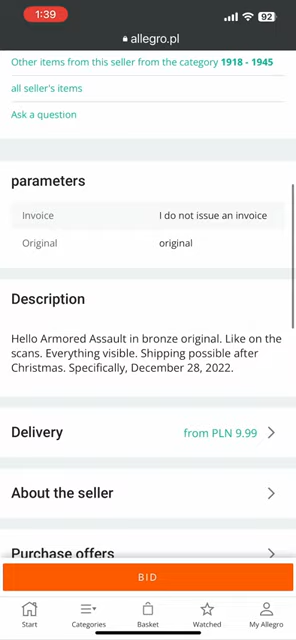 1:39
92
allegro.pl
Other items from this seller from the category 1918 - 1945
all seller's items
Ask a question
parameters
Invoice I do not issue an invoice
Original original
Description
Hello Armored Assault in bronze original. Like on the
scans. Everything visible. Shipping possible after
Christmas. Specifically, December 28, 2022.
Delivery from PLN 9.99
About the seller
Purchase offers
BID
Start Categories Basket Watched My Allegro